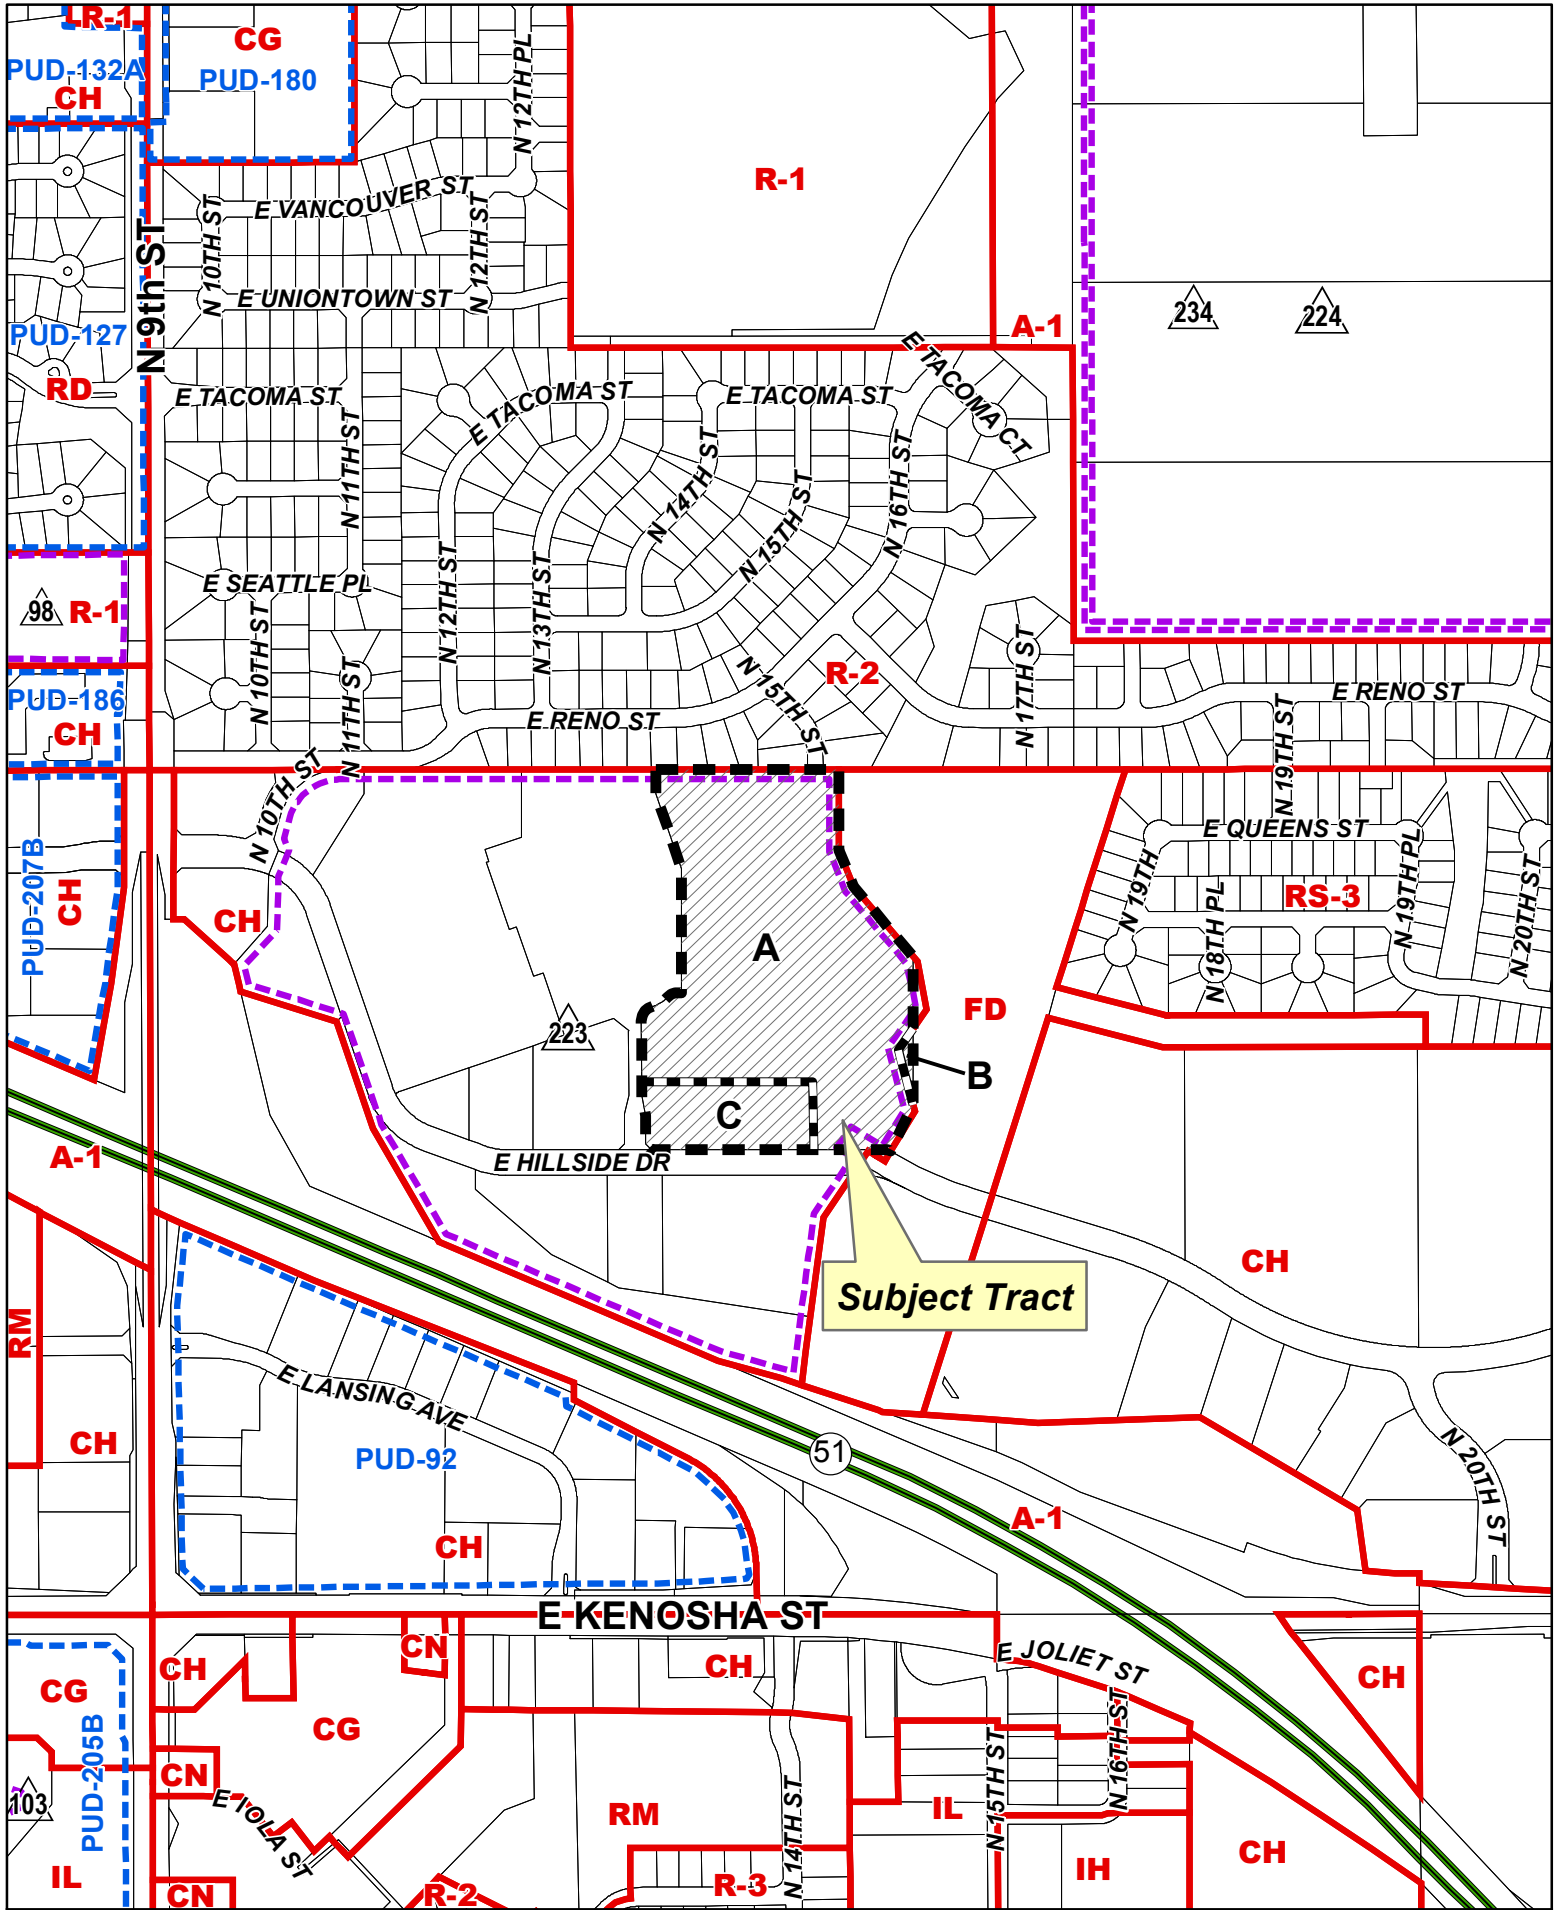 LR-1
CG
PUD-132A
PUD-180
CH
N 12TH PL
R-1
E VANCOUVER ST
N 10TH ST
N 12TH ST
N 9th ST
E UNIONTOWN ST
234
224
PUD-127
A-1
E TACOMA CT
RD
E TACOMA ST
E TACOMA ST
E TACOMA ST
N 11TH ST
N 14TH ST
N 15TH ST
N 16TH ST
E SEATTLE PL
98
R-1
N 10TH ST
N 12TH ST
N 13TH ST
N 11TH ST
N 15TH ST
R-2
N 17TH ST
PUD-186
CH
E RENO ST
E RENO ST
N 19TH ST
N 10TH ST
PUD-207B
CH
CH
E QUEENS ST
RS-3
N 19TH
N 18TH PL
N 19TH PL
N 20TH ST
A
FD
223
B
C
A-1
E HILLSIDE DR
CH
Subject Tract
RM
E LANSING AVE
CH
PUD-92
51
N 20TH ST
CH
A-1
E KENOSHA ST
CN
CH
CH
E JOLIET ST
CH
CG
CG
PUD-205B
CN
N 16TH ST
N 15TH ST
103
E IOLA ST
RM
N 14TH ST
IL
IL
CN
R-2
R-3
IH
CH